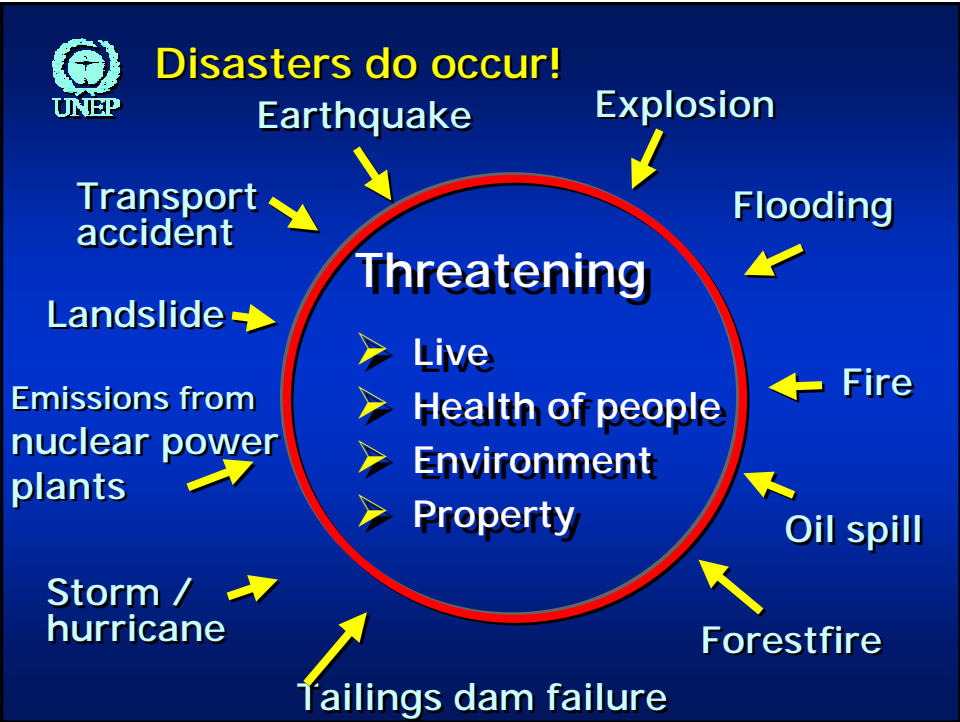 UNEP
Disasters do occur!
Earthquake
Explosion
Transport
accident
Flooding
Threatening
Landslide
Live
Health of people
Environment
Property
Fire
Emissions from
nuclear power
plants
Oil spill
Storm /
hurricane
Forestfire
Tailings dam failure